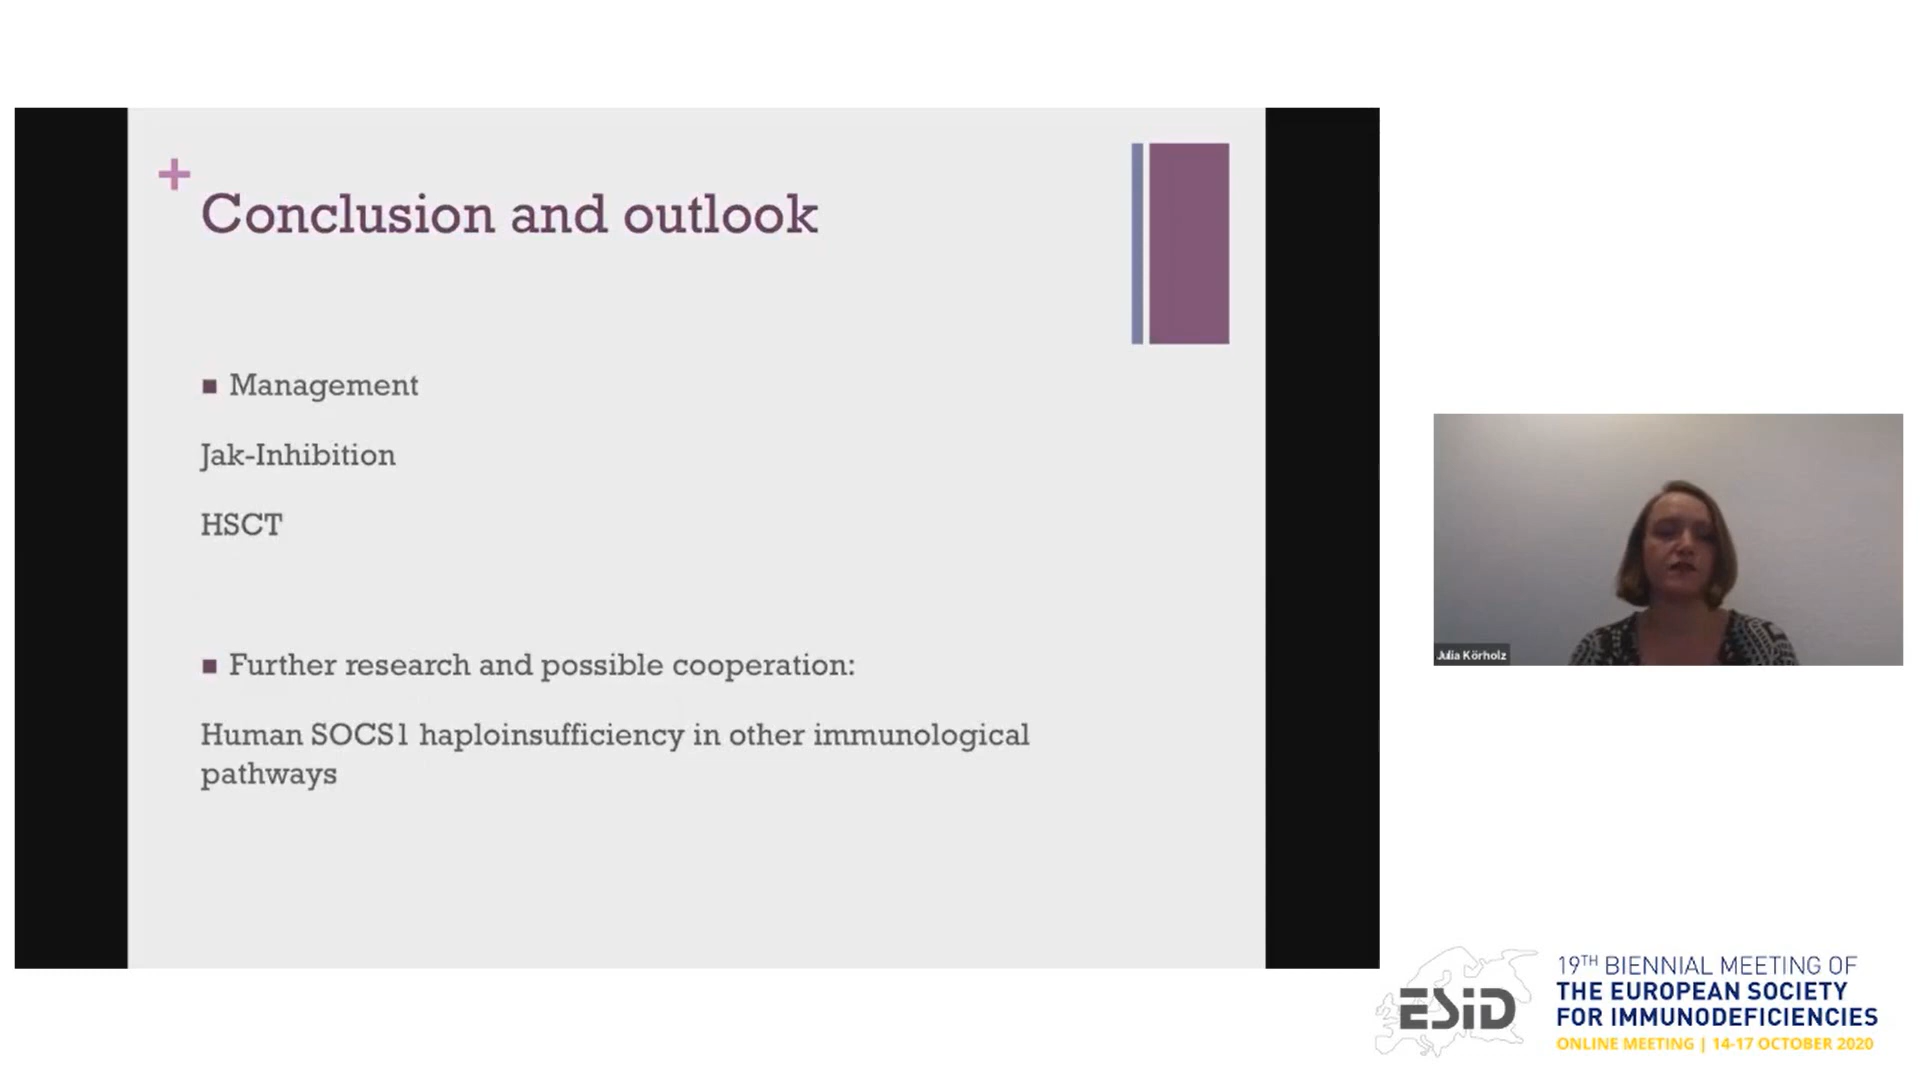 +
Conclusion and outlook
■ Management
Jak-Inhibition
HSCT
■ Further research and possible cooperation:
Human SOCS1 haploinsufficiency in other immunological
pathways
Julia Körholz
ESiD
19TH BIENNIAL MEETING OF
THE EUROPEAN SOCIETY
FOR IMMUNODEFICIENCIES
ONLINE MEETING | 14-17 OCTOBER 2020